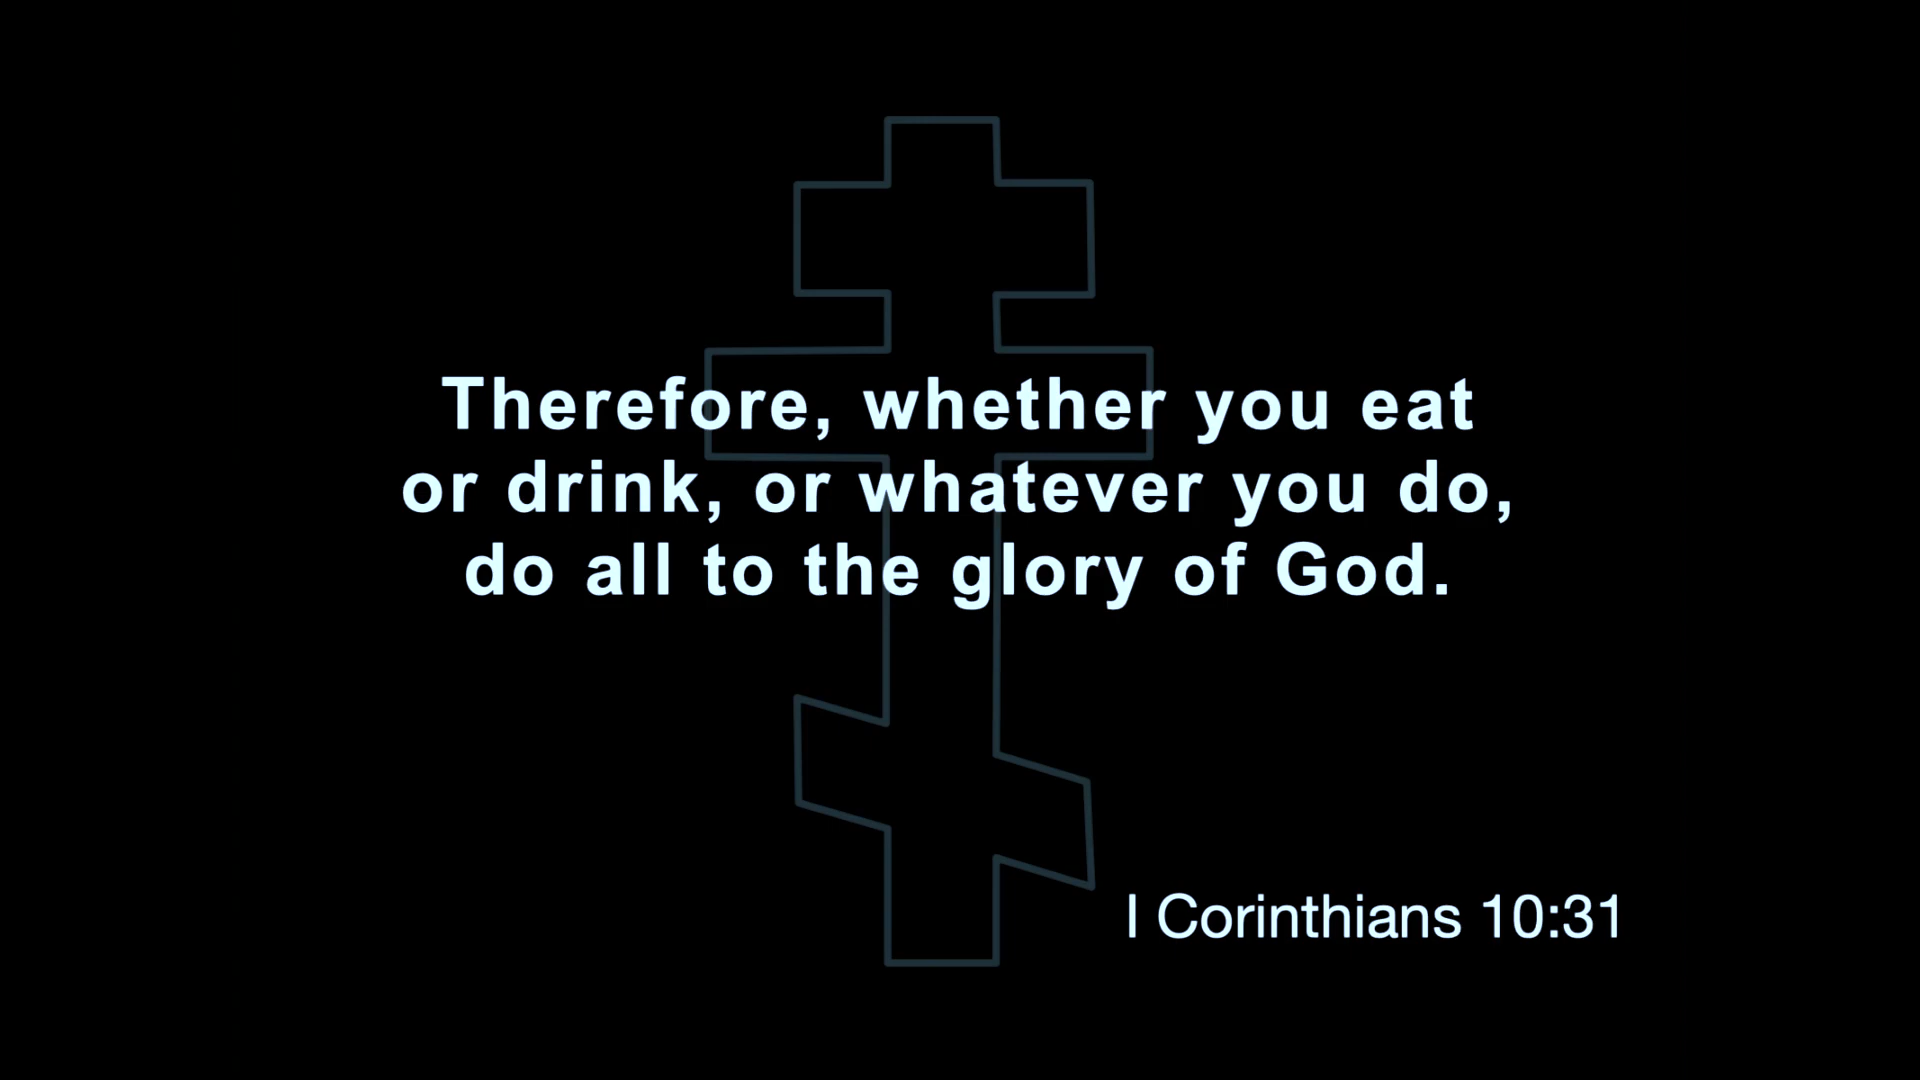 Therefore, whether you eat
or drink, or whatever you do,
do all to the glory of God.
I Corinthians 10:31